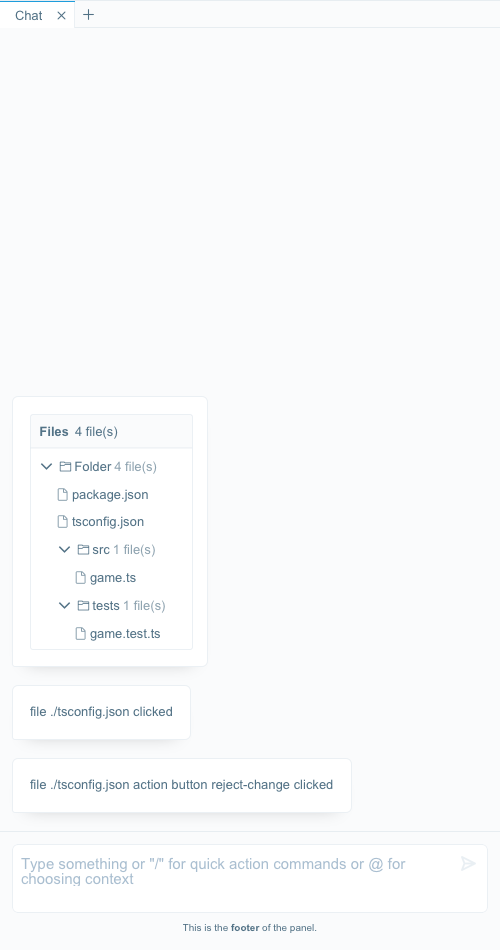 Chat
Files 4 file(s)
Folder 4 file(s)
package.json
tsconfig.json
src 1 file(s)
game.ts
tests 1 file(s)
game.test.ts
file ./tsconfig.json clicked
file ./tsconfig.json action button reject-change clicked
Type something or "/" for quick action commands or @ for
choosing context
This is the footer of the panel.